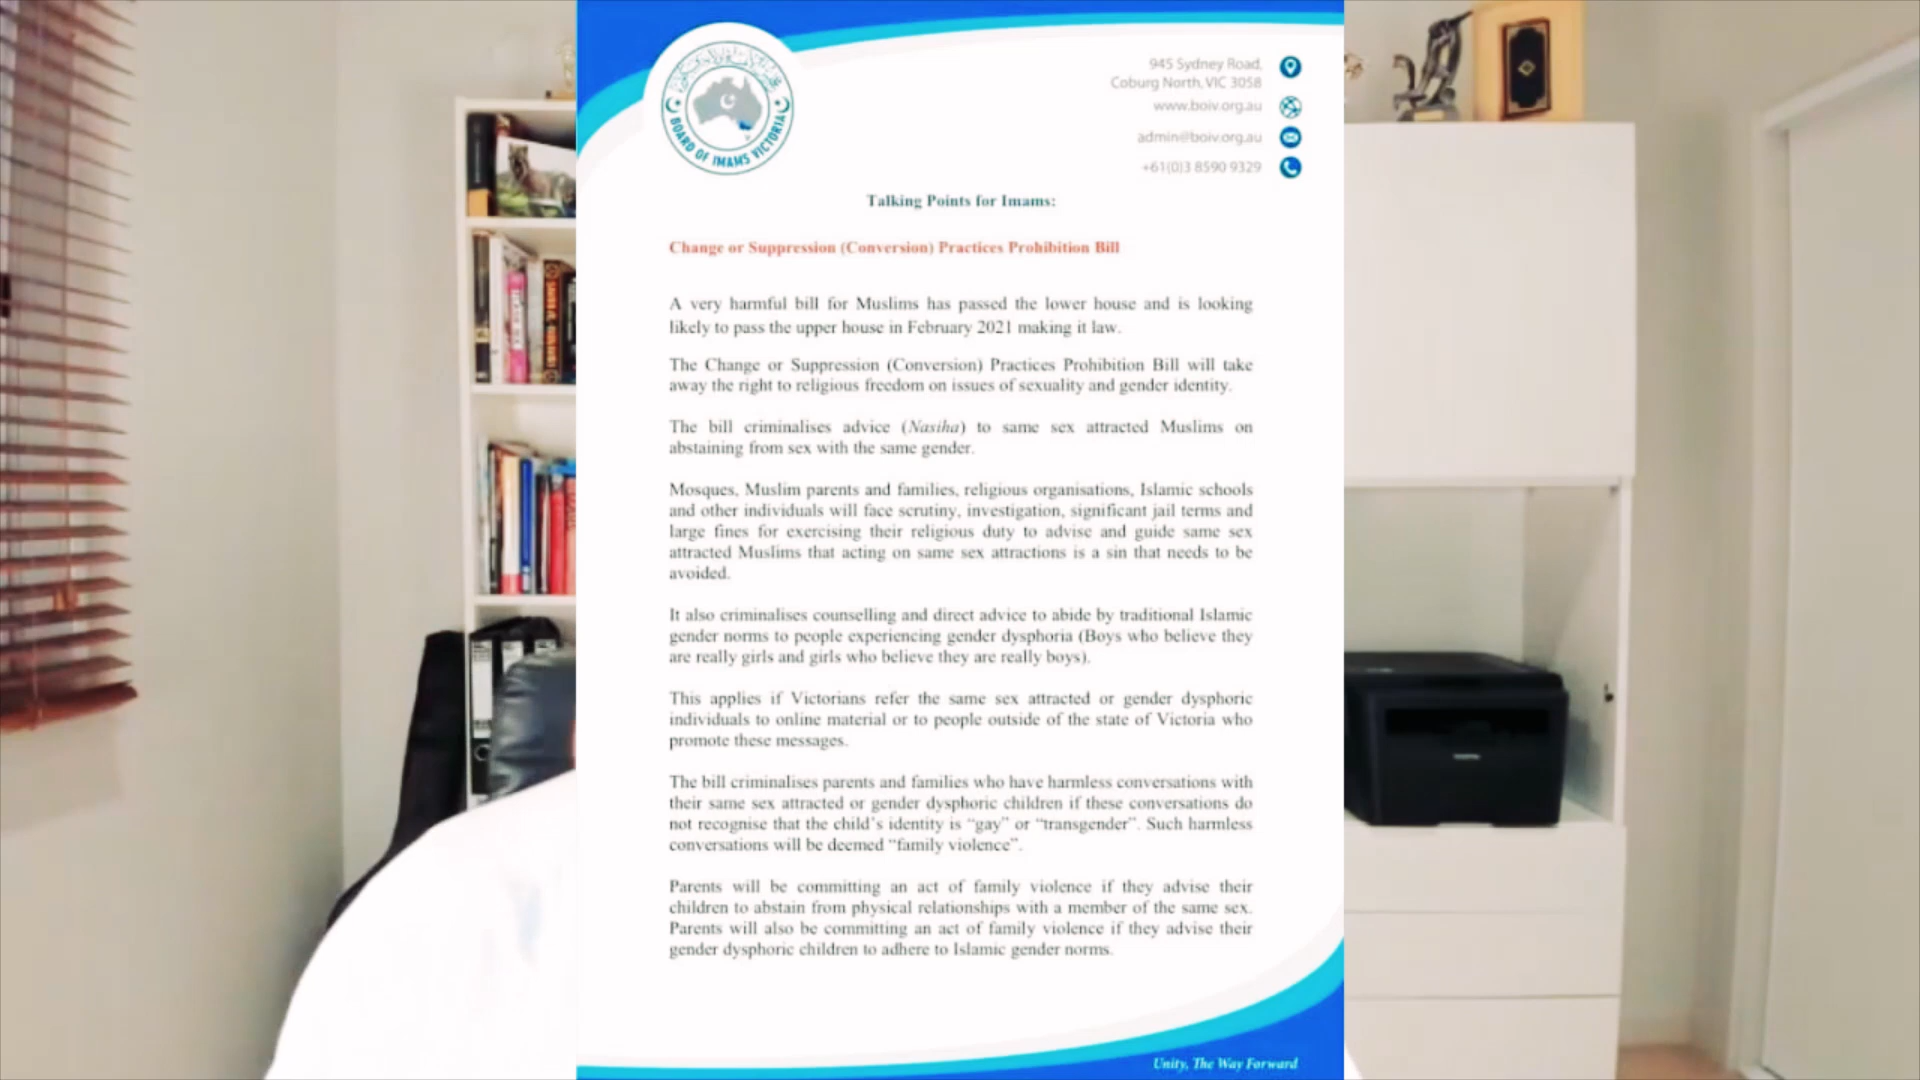 BOARD OF IMAMS VICTORIA
945 Sydney Road,
Coburg North, VIC 3058
www.boiv.org.au
admin@boiv.org.au
+61(0)3 8590 9329
Talking Points for Imams:
Change or Suppression (Conversion) Practices Prohibition Bill
A very harmful bill for Muslims has passed the lower house and is looking
likely to pass the upper house in February 2021 making it law.
The Change or Suppression (Conversion) Practices Prohibition Bill will take
away the right to religious freedom on issues of sexuality and gender identity.
The bill criminalises advice (Nasiha) to same sex attracted Muslims on
abstaining from sex with the same gender.
Mosques, Muslim parents and families, religious organisations, Islamic schools
and other individuals will face scrutiny, investigation, significant jail terms and
large fines for exercising their religious duty to advise and guide same sex
attracted Muslims that acting on same sex attractions is a sin that needs to be
avoided.
It also criminalises counselling and direct advice to abide by traditional Islamic
gender norms to people experiencing gender dysphoria (Boys who believe they
are really girls and girls who believe they are really boys).
This applies if Victorians refer the same sex attracted or gender dysphoric
individuals to online material or to people outside of the state of Victoria who
promote these messages.
The bill criminalises parents and families who have harmless conversations with
their same sex attracted or gender dysphoric children if these conversations do
not recognise that the child's identity is "gay" or "transgender". Such harmless
conversations will be deemed "family violence".
Parents will be committing an act of family violence if they advise their
children to abstain from physical relationships with a member of the same sex.
Parents will also be committing an act of family violence if they advise their
gender dysphoric children to adhere to Islamic gender norms.
Unity, The Way Forward